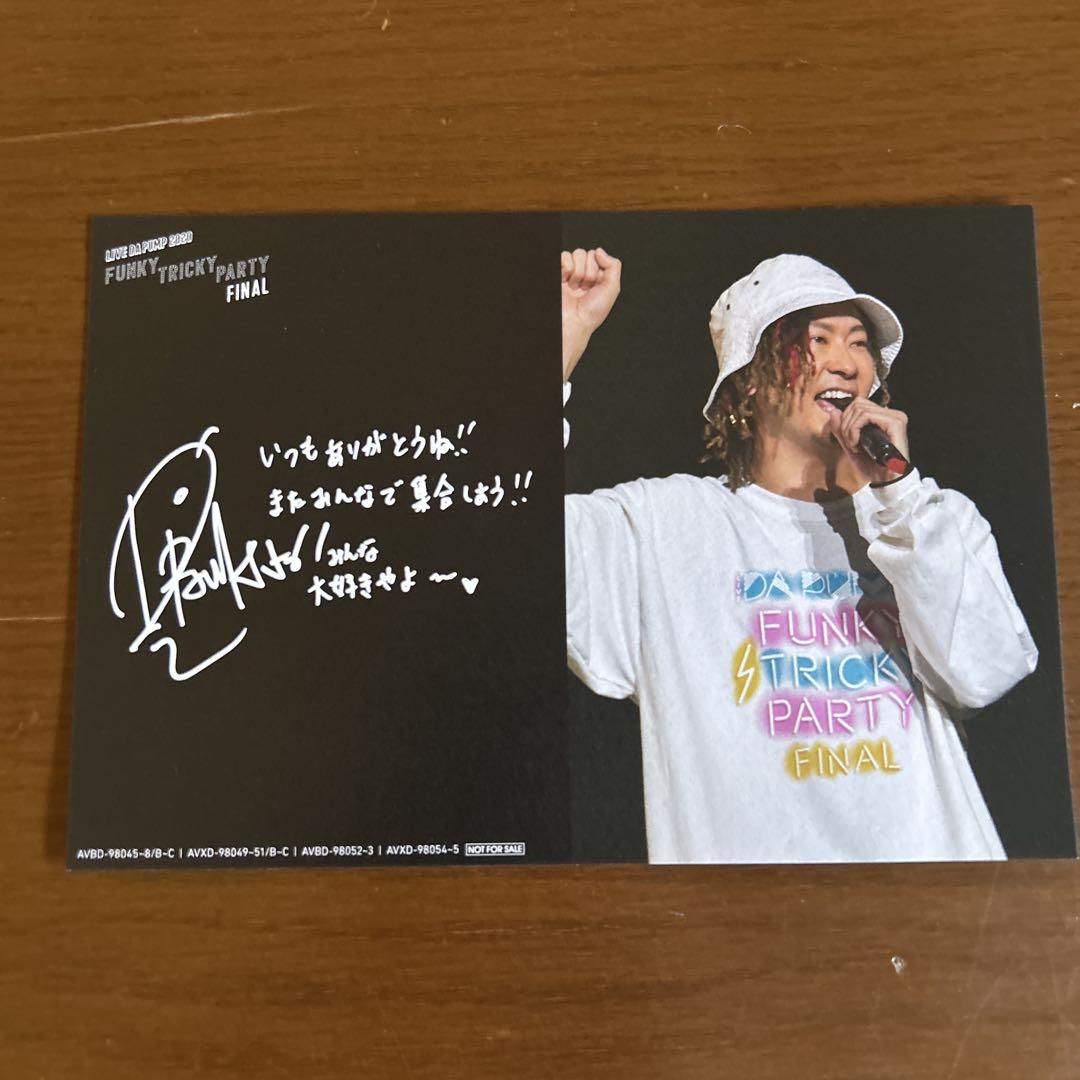 LIVE DA PUMP 2020
FUNKY TRICKY PARTY
FINAL
いつもありがとうね!!
またみんなで集合しよう!!
みんな
大好きやよ〜♥
DA PU
FUNKY
TRICK
PARTY
FINAL
AVBD-98045~8/B~C | AVXD-98049~51/B~C | AVBD-98052~3 | AVXD-98054~5 NOT FOR SALE